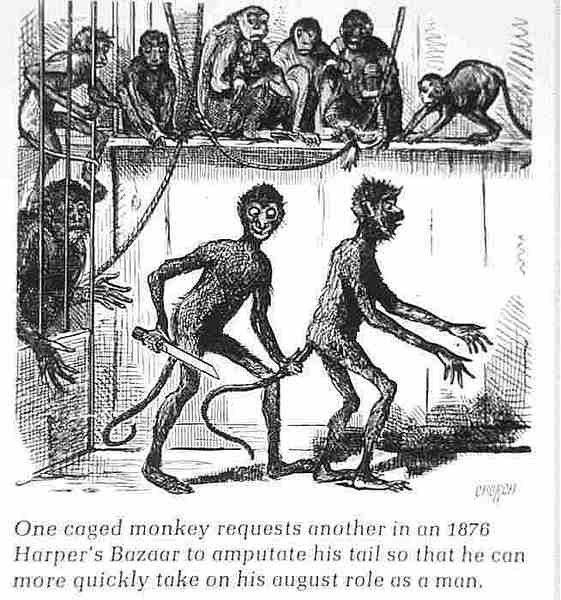 One caged monkey requests another in an 1876
Harper's Bazaar to amputate his tail so that he can
more quickly take on his august role as a man.